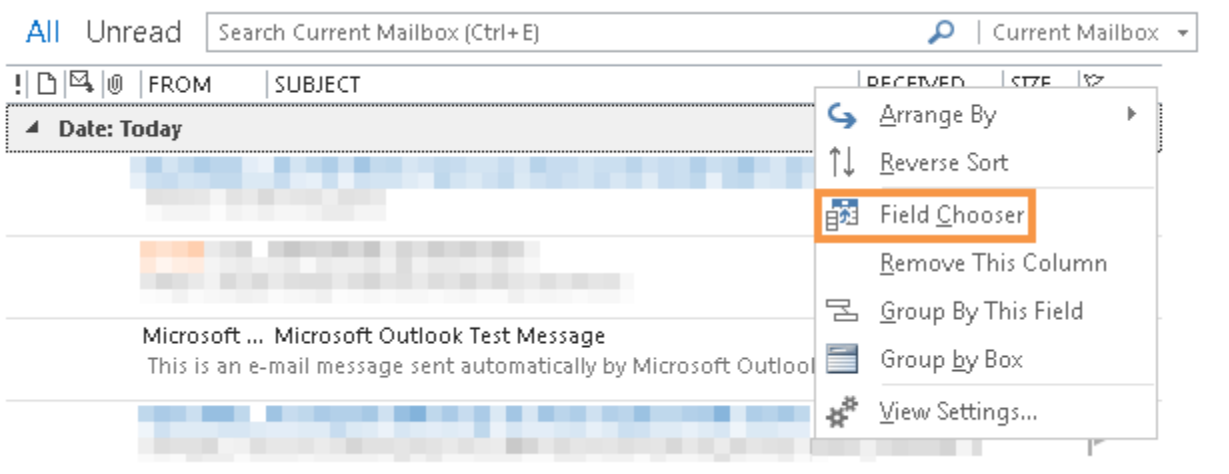 All Unread Search Current Mailbox (Ctrl+E) Current Mailbox
! FROM SUBJECT RECEIVED SIZE
Date: Today
Arrange By
Reverse Sort
Field Chooser
Remove This Column
Group By This Field
Group by Box
View Settings...
Microsoft ... Microsoft Outlook Test Message
This is an e-mail message sent automatically by Microsoft Outlool